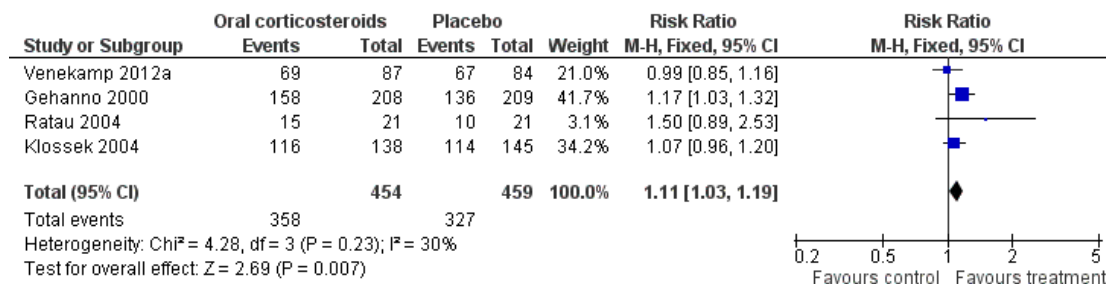 Oral corticosteroids Placebo Risk Ratio Risk Ratio
Study or Subgroup Events Total Events Total Weight M-H, Fixed, 95% CI M-H, Fixed, 95% CI
Venekamp 2012a 69 87 67 84 21.0% 0.99 [0.85, 1.16]
Gehanno 2000 158 208 136 209 41.7% 1.17 [1.03, 1.32]
Ratau 2004 15 21 10 21 3.1% 1.50 [0.89, 2.53]
Klossek 2004 116 138 114 145 34.2% 1.07 [0.96, 1.20]
Total (95% CI) 454 459 100.0% 1.11 [1.03, 1.19]
Total events 358 327
Heterogeneity: Chi² = 4.28, df = 3 (P = 0.23); I² = 30%
Test for overall effect: Z = 2.69 (P = 0.007)
0.2 0.5 1 2 5
Favours control Favours treatment